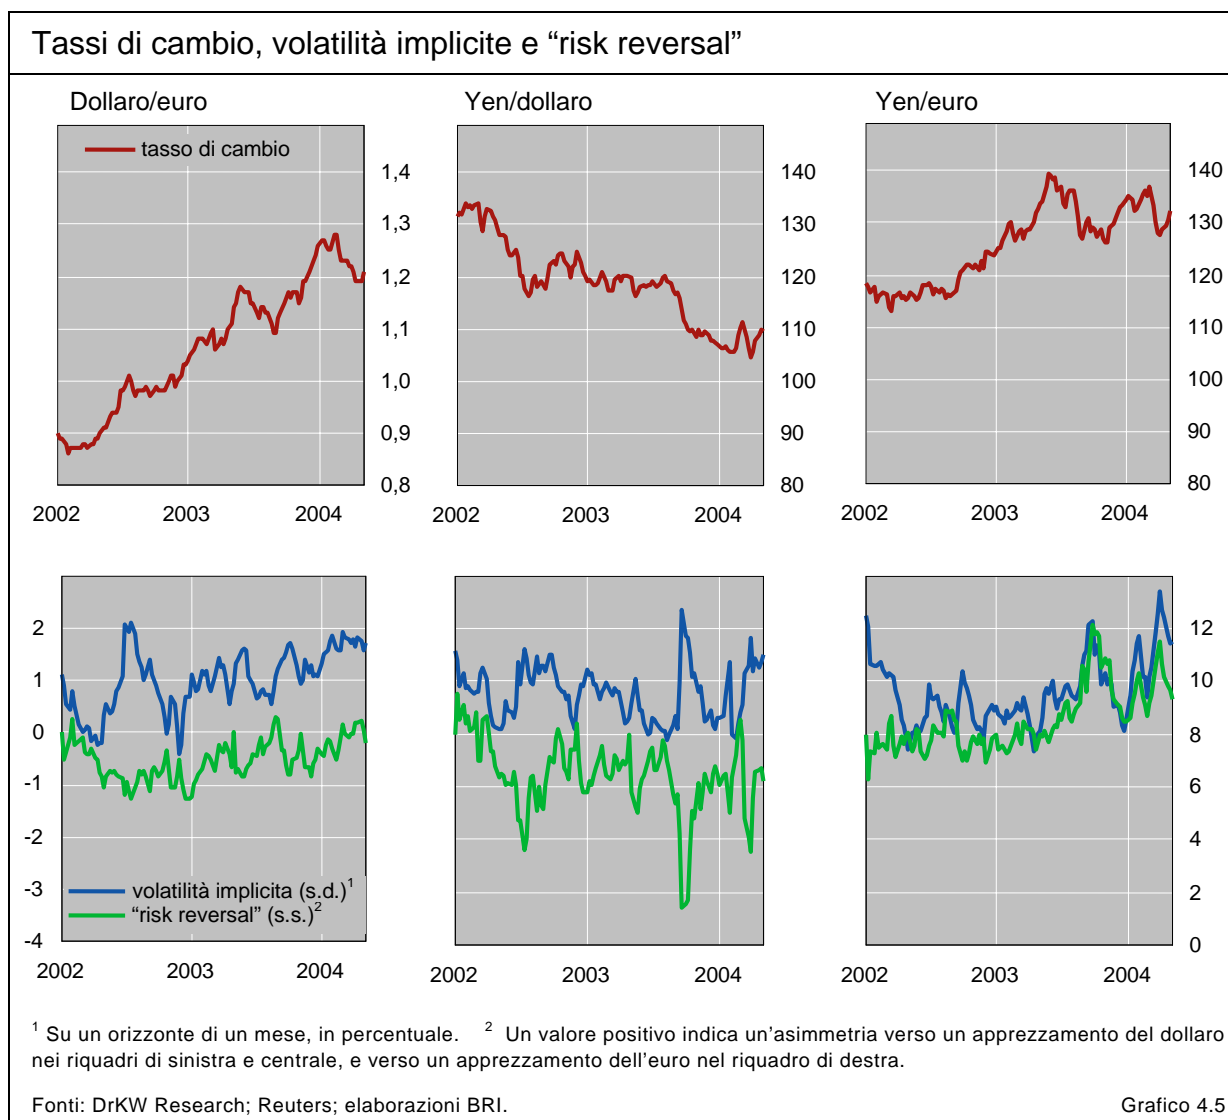 Tassi di cambio, volatilità implicite e “risk reversal”
Dollaro/euro
tasso di cambio
1,4
1,3
1,2
1,1
1,0
0,9
0,8
2002 2003 2004
Yen/dollaro
140
130
120
110
100
90
80
2002 2003 2004
Yen/euro
140
130
120
110
100
90
80
2002 2003 2004
2
1
0
-1
-2
-3
-4
volatilità implicita (s.d.)¹
“risk reversal” (s.s.)²
2002 2003 2004
2002 2003 2004
12
10
8
6
4
2
0
2002 2003 2004
¹ Su un orizzonte di un mese, in percentuale. ² Un valore positivo indica un’asimmetria verso un apprezzamento del dollaro
nei riquadri di sinistra e centrale, e verso un apprezzamento dell’euro nel riquadro di destra.
Fonti: DrKW Research; Reuters; elaborazioni BRI. Grafico 4.5